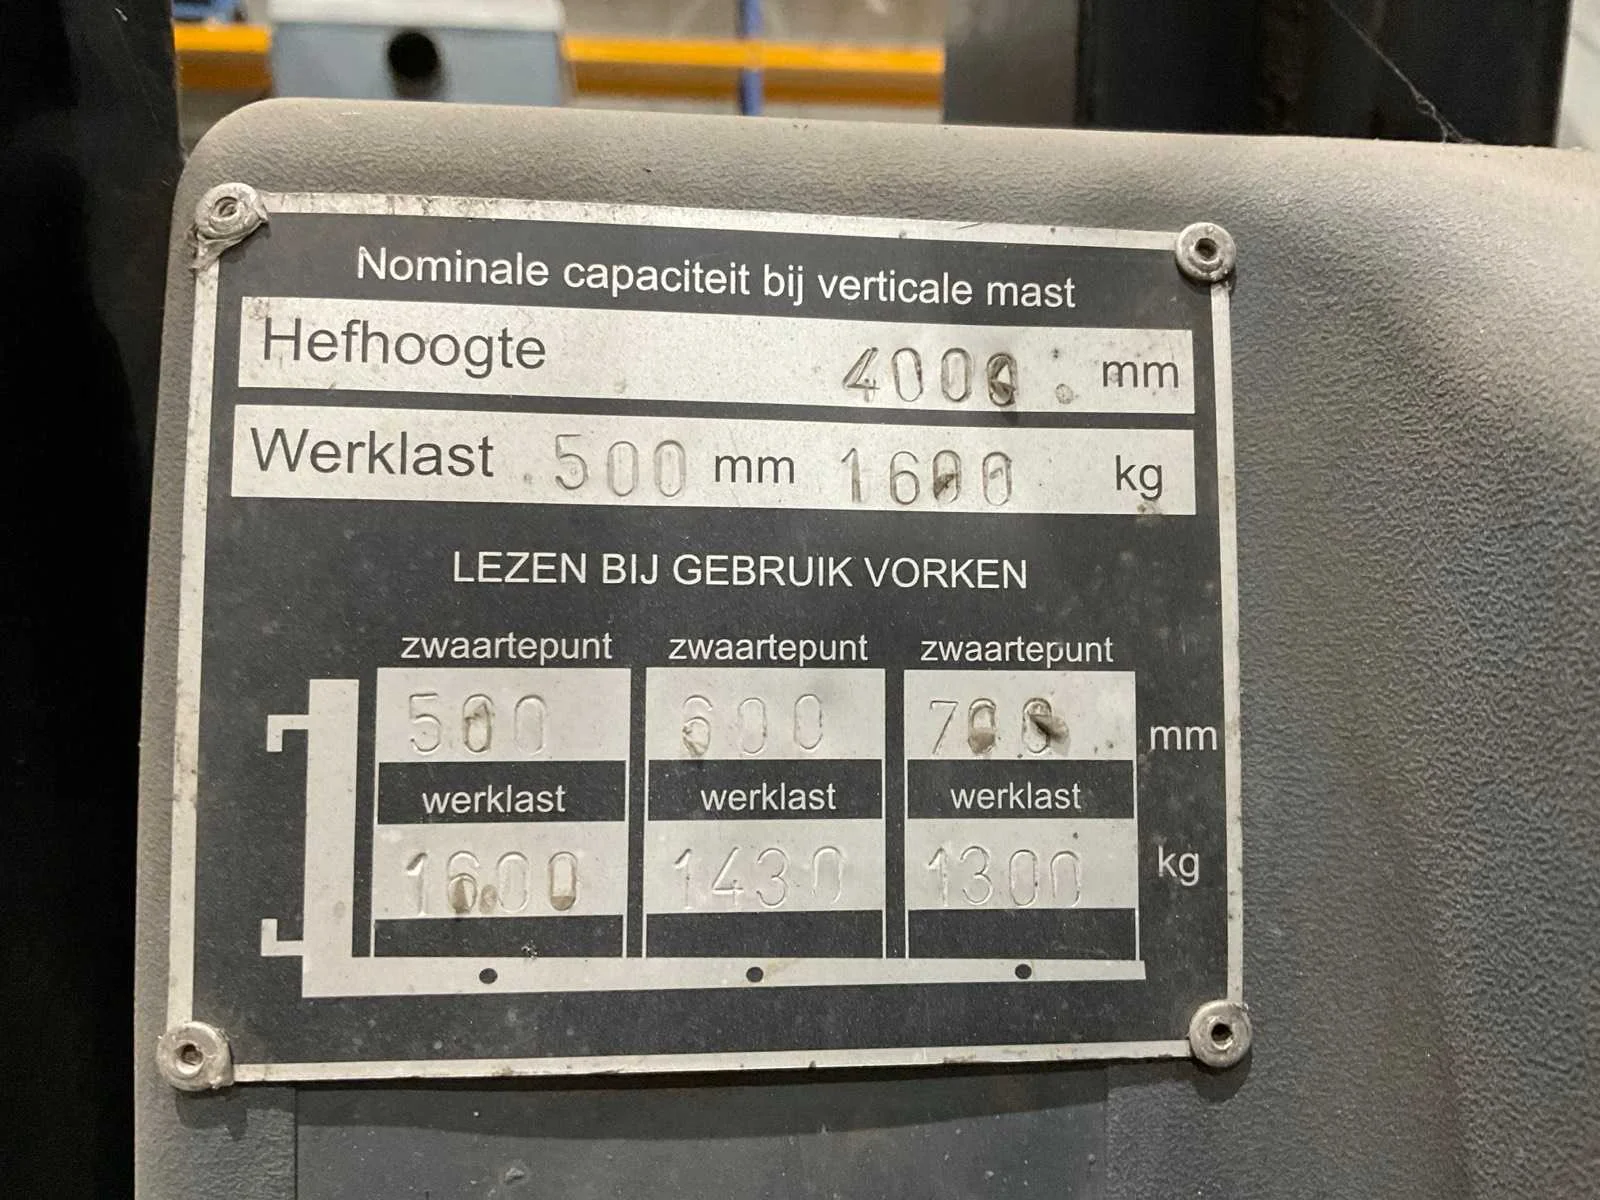 Nominale capaciteit bij verticale mast
Hefhoogte 4000 mm
Werklast 500 mm 1600 kg
LEZEN BIJ GEBRUIK VORKEN
zwaartepunt zwaartepunt zwaartepunt
500 600 700 mm
werklast werklast werklast
1600 1430 1300 kg